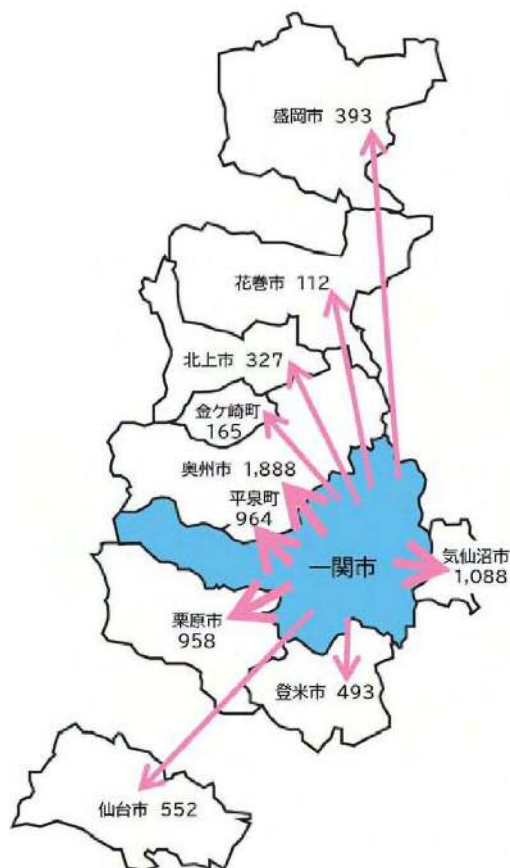 盛岡市 393
花巻市 112
北上市 327
金ケ崎町
165
奥州市 1,888
平泉町
964
一関市
気仙沼市
1,088
栗原市
958
登米市 493
仙台市 552